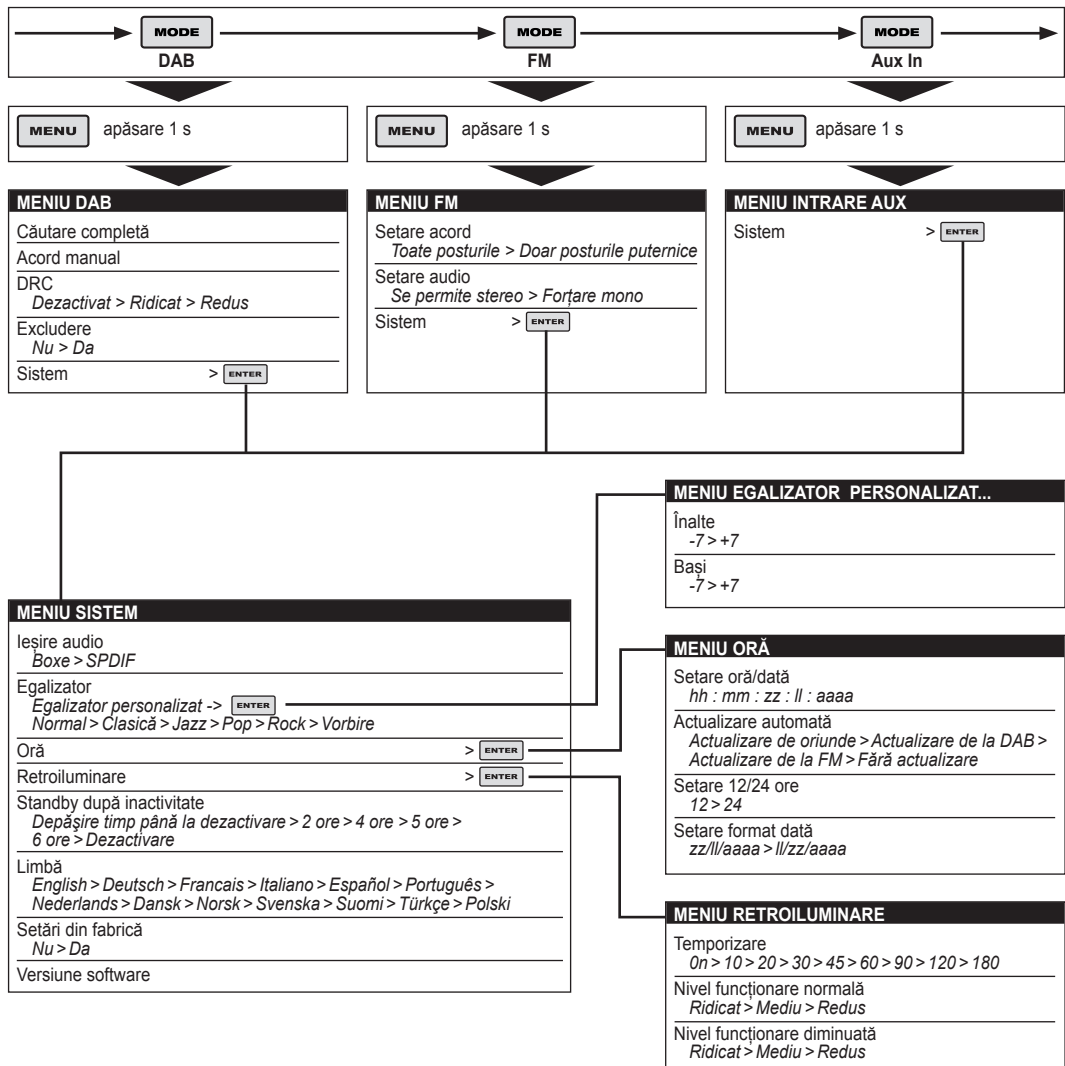 MODE
DAB
MODE
FM
MODE
Aux In
MENU apăsare 1 s
MENU apăsare 1 s
MENU apăsare 1 s
MENIU DAB
Căutare completă
Acord manual
DRC
Dezactivat > Ridicat > Redus
Excludere
Nu > Da
Sistem > ENTER
MENIU FM
Setare acord
Toate posturile > Doar posturile puternice
Setare audio
Se permite stereo > Forțare mono
Sistem > ENTER
MENIU INTRARE AUX
Sistem > ENTER
MENIU EGALIZATOR PERSONALIZAT...
Înalte
-7 > +7
Bași
-7 > +7
MENIU SISTEM
Ieșire audio
Boxe > SPDIF
Egalizator
Egalizator personalizat -> ENTER
Normal > Clasică > Jazz > Pop > Rock > Vorbire
Oră > ENTER
Retroiluminare > ENTER
Standby după inactivitate
Depăşire timp până la dezactivare > 2 ore > 4 ore > 5 ore >
6 ore > Dezactivare
Limbă
English > Deutsch > Francais > Italiano > Español > Português >
Nederlands > Dansk > Norsk > Svenska > Suomi > Türkçe > Polski
Setări din fabrică
Nu > Da
Versiune software
MENIU ORĂ
Setare oră/dată
hh : mm : zz : ll : aaaa
Actualizare automată
Actualizare de oriunde > Actualizare de la DAB >
Actualizare de la FM > Fără actualizare
Setare 12/24 ore
12 > 24
Setare format dată
zz/ll/aaaa > ll/zz/aaaa
MENIU RETROILUMINARE
Temporizare
0n > 10 > 20 > 30 > 45 > 60 > 90 > 120 > 180
Nivel funcționare normală
Ridicat > Mediu > Redus
Nivel funcționare diminuată
Ridicat > Mediu > Redus